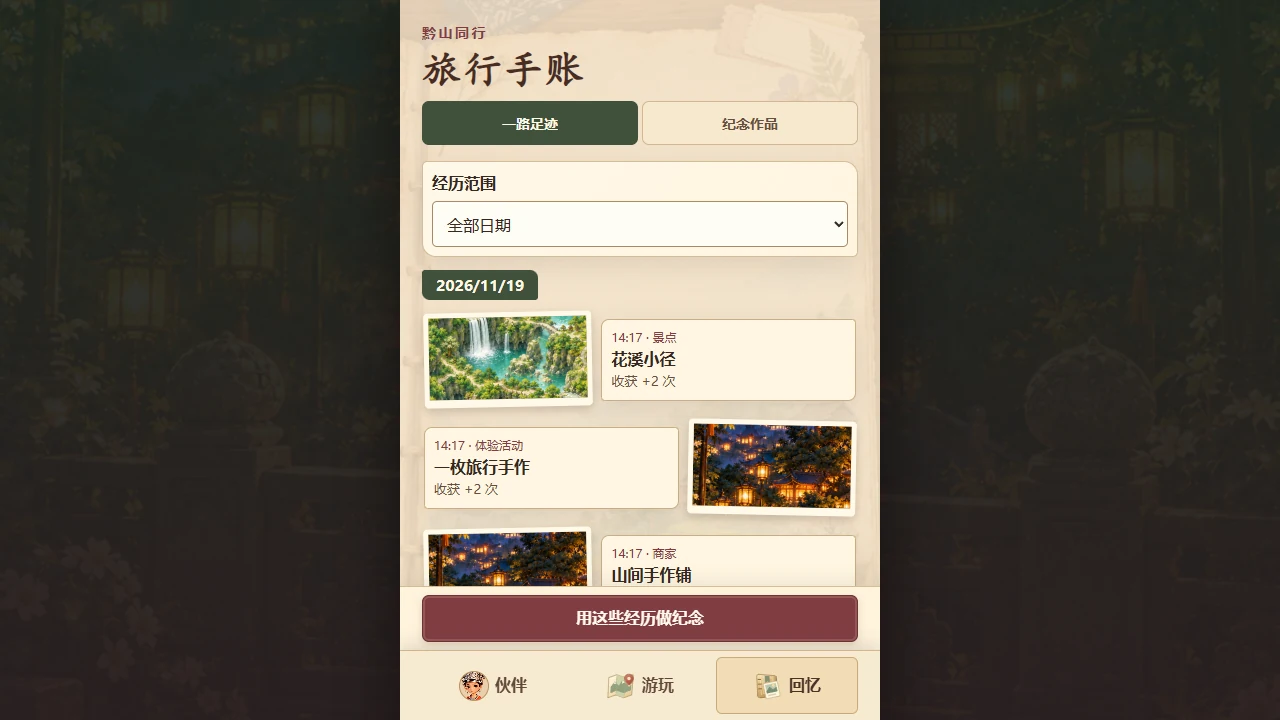 黔山同行
旅行手账
一路足迹
纪念作品
经历范围
全部日期
2026/11/19
14:17 · 景点
花溪小径
收获 +2 次
14:17 · 体验活动
一枚旅行手作
收获 +2 次
14:17 · 商家
山间手作铺
用这些经历做纪念
伙伴
游玩
回忆